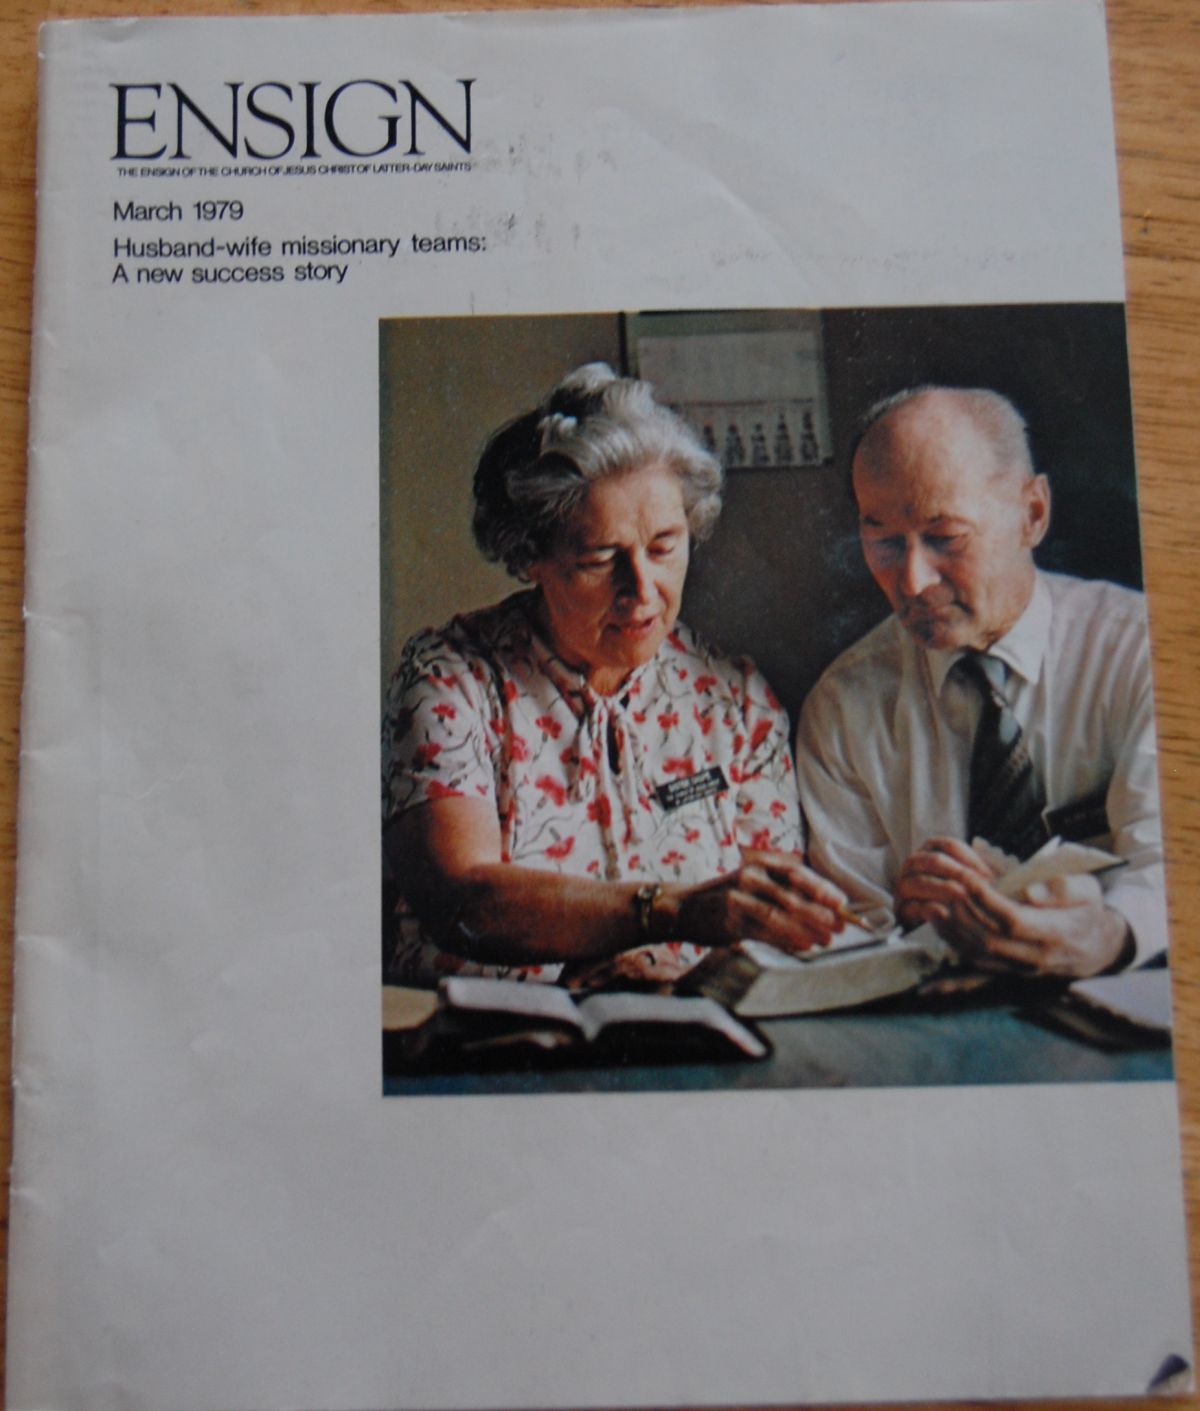 ENSIGN
THE ENSIGN OF THE CHURCH OF JESUS CHRIST OF LATTER-DAY SAINTS
March 1979
Husband-wife missionary teams:
A new success story